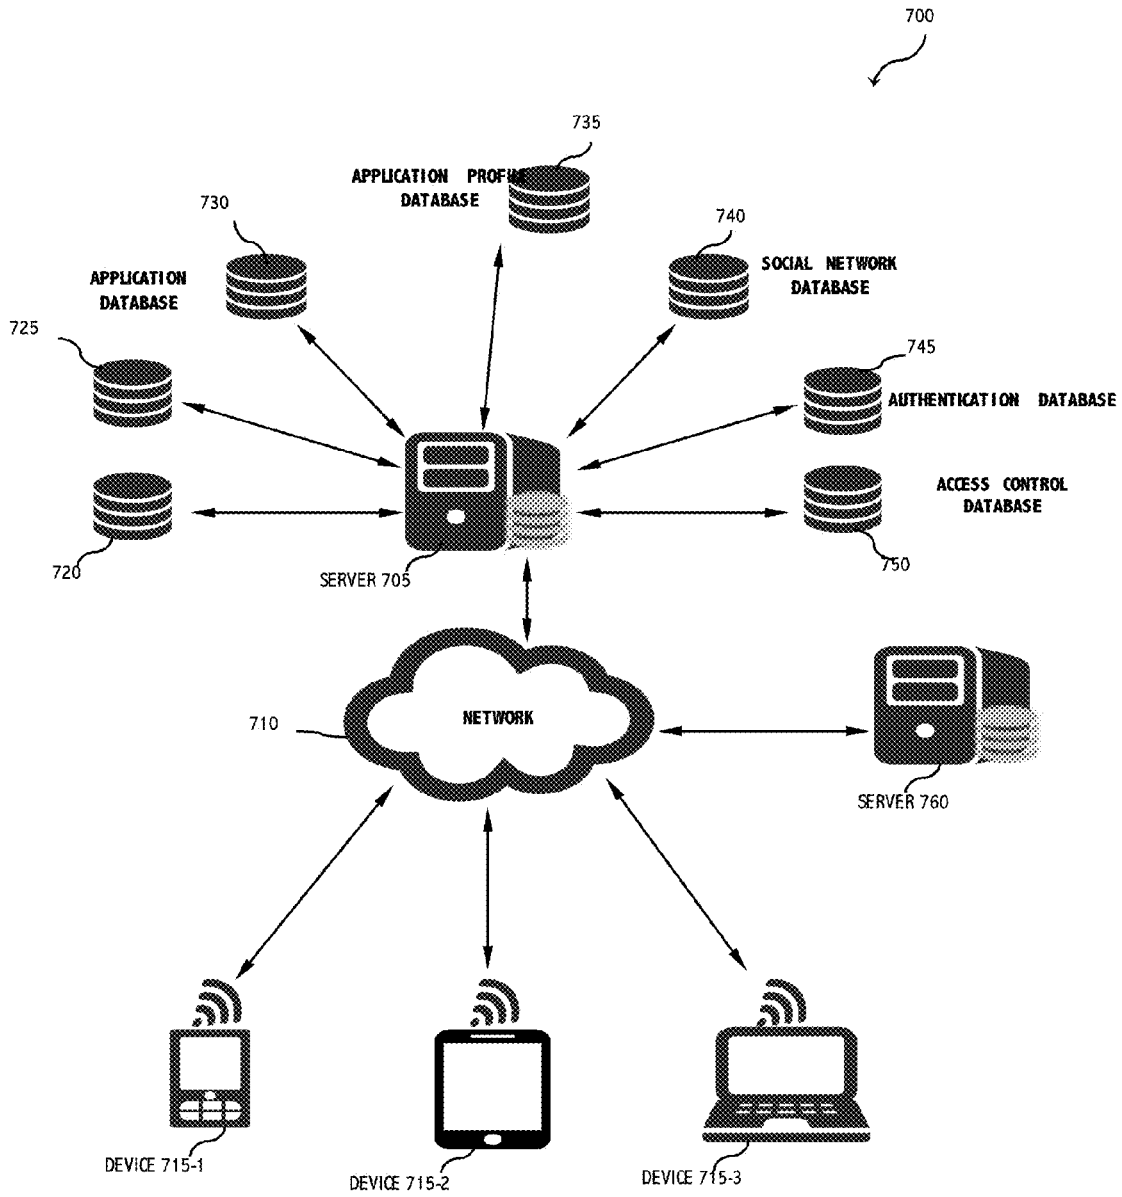 700
735
APPLICATION PROFILE
DATABASE
730
740
APPLICATION
DATABASE
SOCIAL NETWORK
DATABASE
725
745
AUTHENTICATION DATABASE
ACCESS CONTROL
DATABASE
720
750
SERVER 705
710
NETWORK
SERVER 760
DEVICE 715-1
DEVICE 715-2
DEVICE 715-3